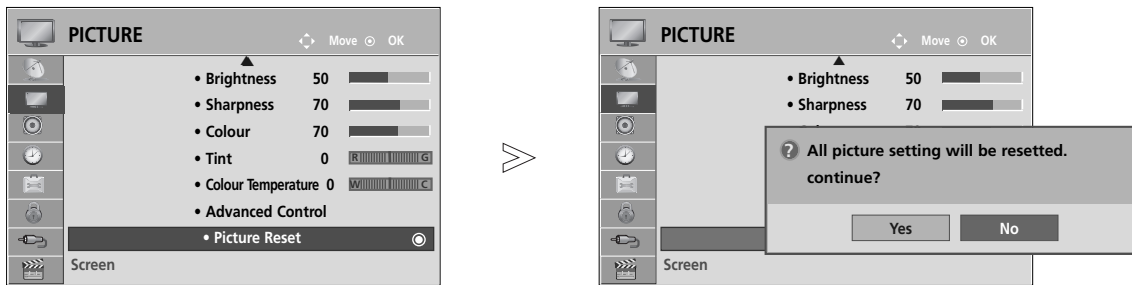 PICTURE
Move ⊙ OK
• Brightness 50
• Sharpness 70
• Colour 70
• Tint 0 R G
• Colour Temperature 0 W C
• Advanced Control
• Picture Reset
Screen
PICTURE
Move ⊙ OK
• Brightness 50
• Sharpness 70
? All picture setting will be resetted.
continue?
Yes No
Screen